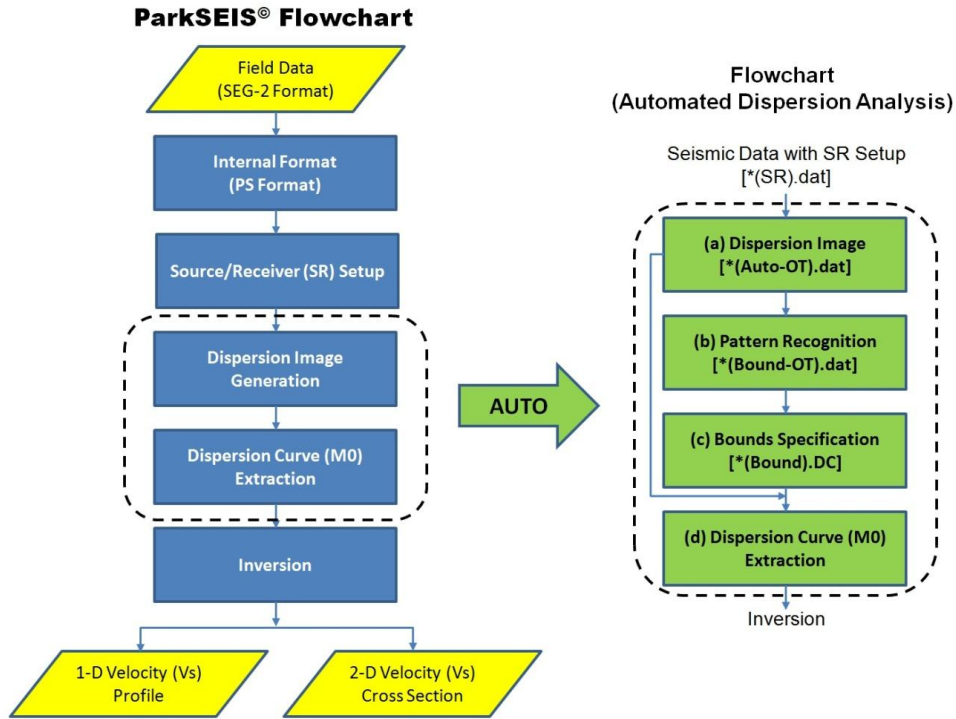 ParkSEIS© Flowchart
Field Data
(SEG-2 Format)
Internal Format
(PS Format)
Source/Receiver (SR) Setup
Dispersion Image
Generation
Dispersion Curve (M0)
Extraction
Inversion
1-D Velocity (Vs)
Profile
2-D Velocity (Vs)
Cross Section
AUTO
Flowchart
(Automated Dispersion Analysis)
Seismic Data with SR Setup
[*(SR).dat]
(a) Dispersion Image
[*(Auto-OT).dat]
(b) Pattern Recognition
[*(Bound-OT).dat]
(c) Bounds Specification
[*(Bound).DC]
(d) Dispersion Curve (M0)
Extraction
Inversion